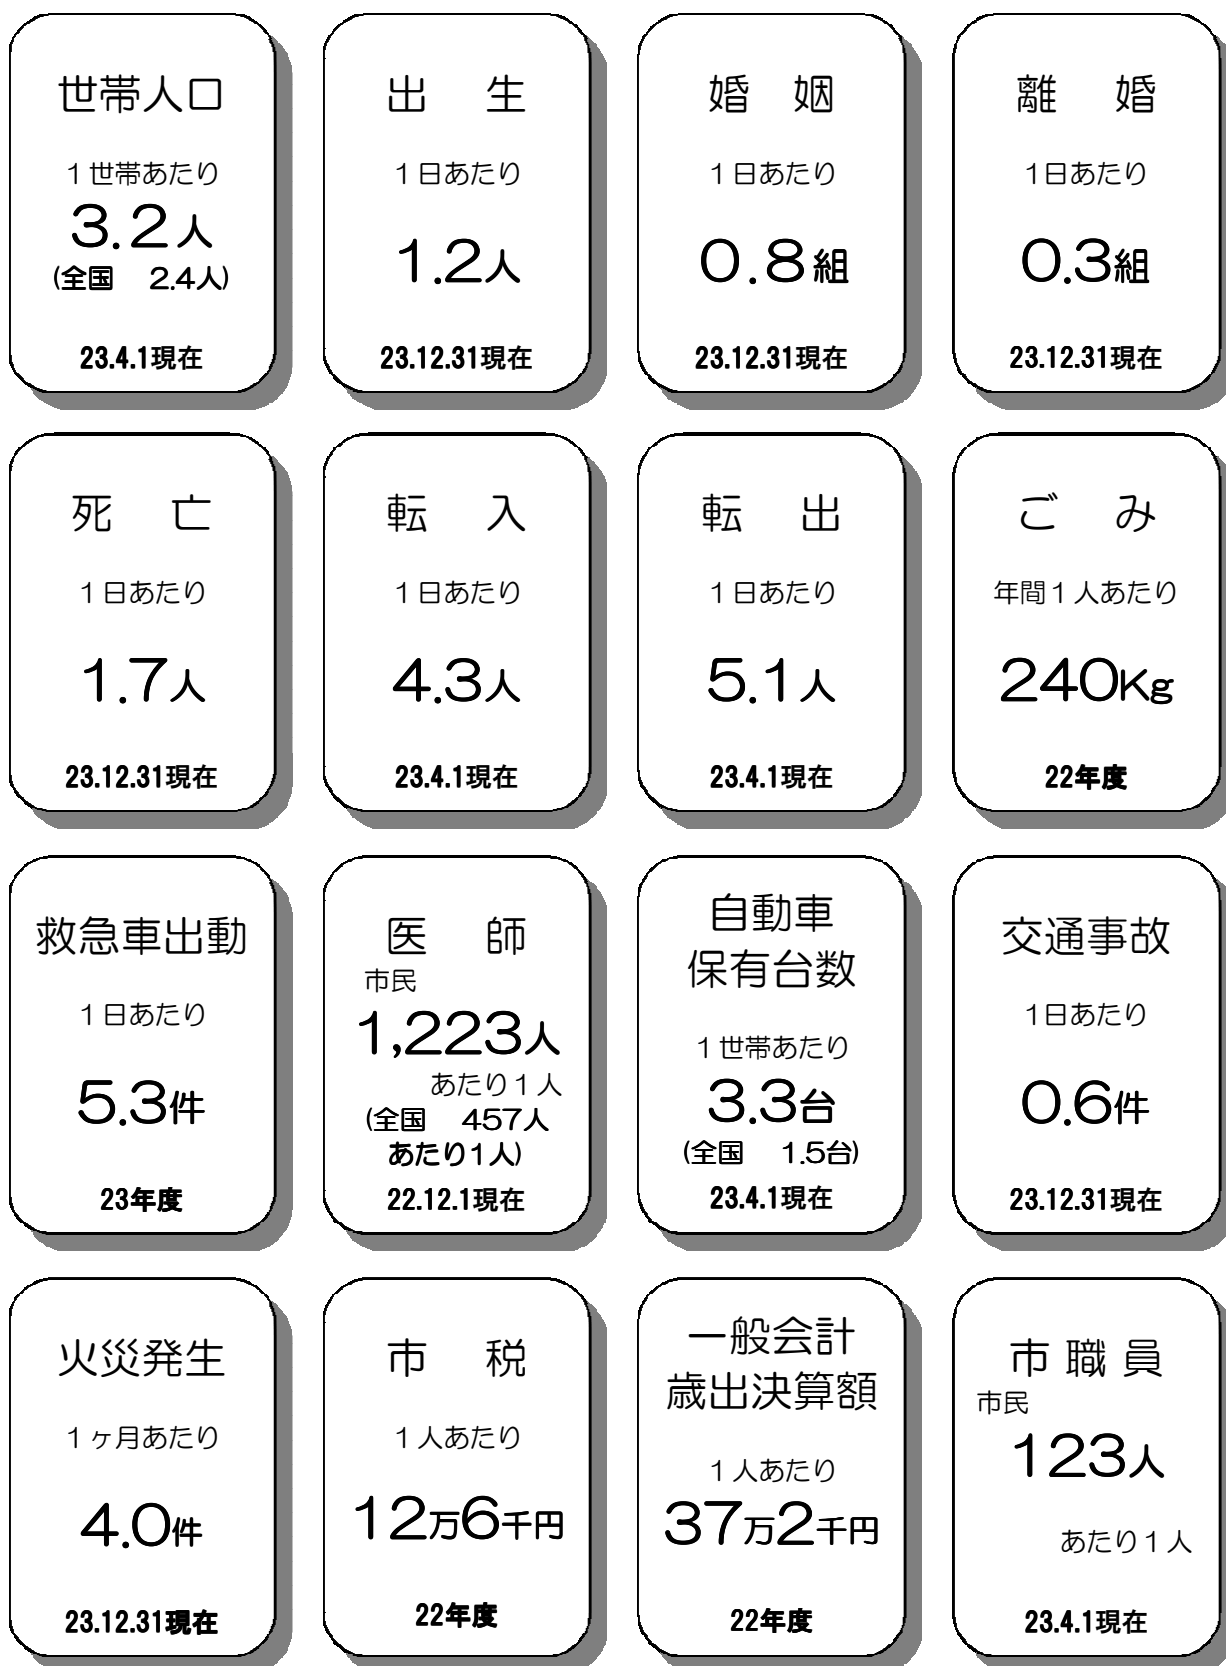 世帯人口
１世帯あたり
3.2人
(全国　2.4人)
23.4.1現在
出　生
１日あたり
1.2人
23.12.31現在
婚　姻
１日あたり
0.8組
23.12.31現在
離　婚
1日あたり
0.3組
23.12.31現在
死　亡
１日あたり
1.7人
23.12.31現在
転　入
１日あたり
4.3人
23.4.1現在
転　出
１日あたり
5.1人
23.4.1現在
ご　み
年間１人あたり
240Kg
22年度
救急車出動
１日あたり
5.3件
23年度
医　師
市民
1,223人
あたり１人
(全国　457人
あたり1人)
22.12.1現在
自動車
保有台数
１世帯あたり
3.3台
(全国　1.5台)
23.4.1現在
交通事故
1日あたり
0.6件
23.12.31現在
火災発生
１ヶ月あたり
4.0件
23.12.31現在
市　税
１人あたり
12万6千円
22年度
一般会計
歳出決算額
１人あたり
37万2千円
22年度
市職員
市民
123人
あたり１人
23.4.1現在